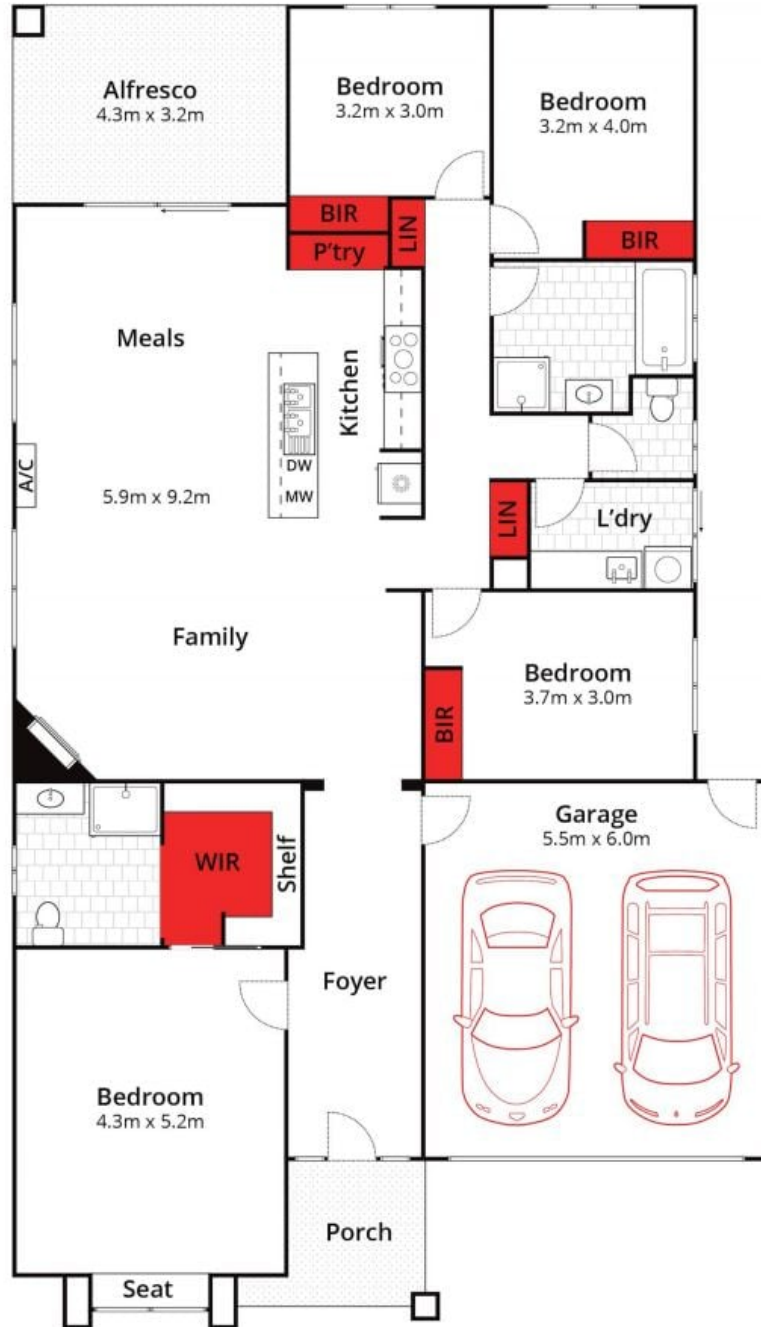 Alfresco
4.3m x 3.2m
Bedroom
3.2m x 3.0m
Bedroom
3.2m x 4.0m
BIR
P'try
LIN
BIR
Meals
Kitchen
A/C
5.9m x 9.2m
DW
MW
LIN
L'dry
Family
Bedroom
3.7m x 3.0m
BIR
Garage
5.5m x 6.0m
WIR
Shelf
Foyer
Bedroom
4.3m x 5.2m
Porch
Seat